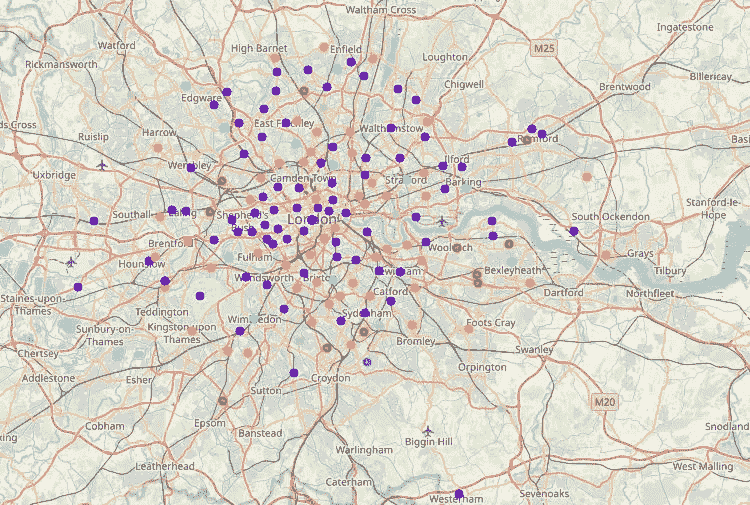 Waltham Cross
Ingatestone
Watford
High Barnet
Enfield
M25
Loughton
Rickmansworth
Billericay
Chigwell
Brentwood
Edgware
ds Cross
East Finchley
Walthamstow
Ruislip
Harrow
Romford
Basil
Wembley
Ilford
Uxbridge
Camden Town
Stratford
Barking
Stanford-le-
Hope
Southall
Ealing
Shepherd's
Bush
London
South Ockendon
Brentford
Woolwich
Grays
Hounslow
Fulham
Lewisham
Bexleyheath
Tilbury
Staines-upon-
Thames
Wandsworth
Brixton
Catford
Dartford
Northfleet
Teddington
Sunbury-on-
Thames
Kingston upon
Thames
Wimbledon
Sydenham
Foots Cray
Chertsey
Bromley
Swanley
Addlestone
Esher
Croydon
Orpington
Sutton
M20
Cobham
Epsom
Banstead
Biggin Hill
Snodland
king
Warlingham
Leatherhead
West Malling
Caterham
Westerham
Sevenoaks